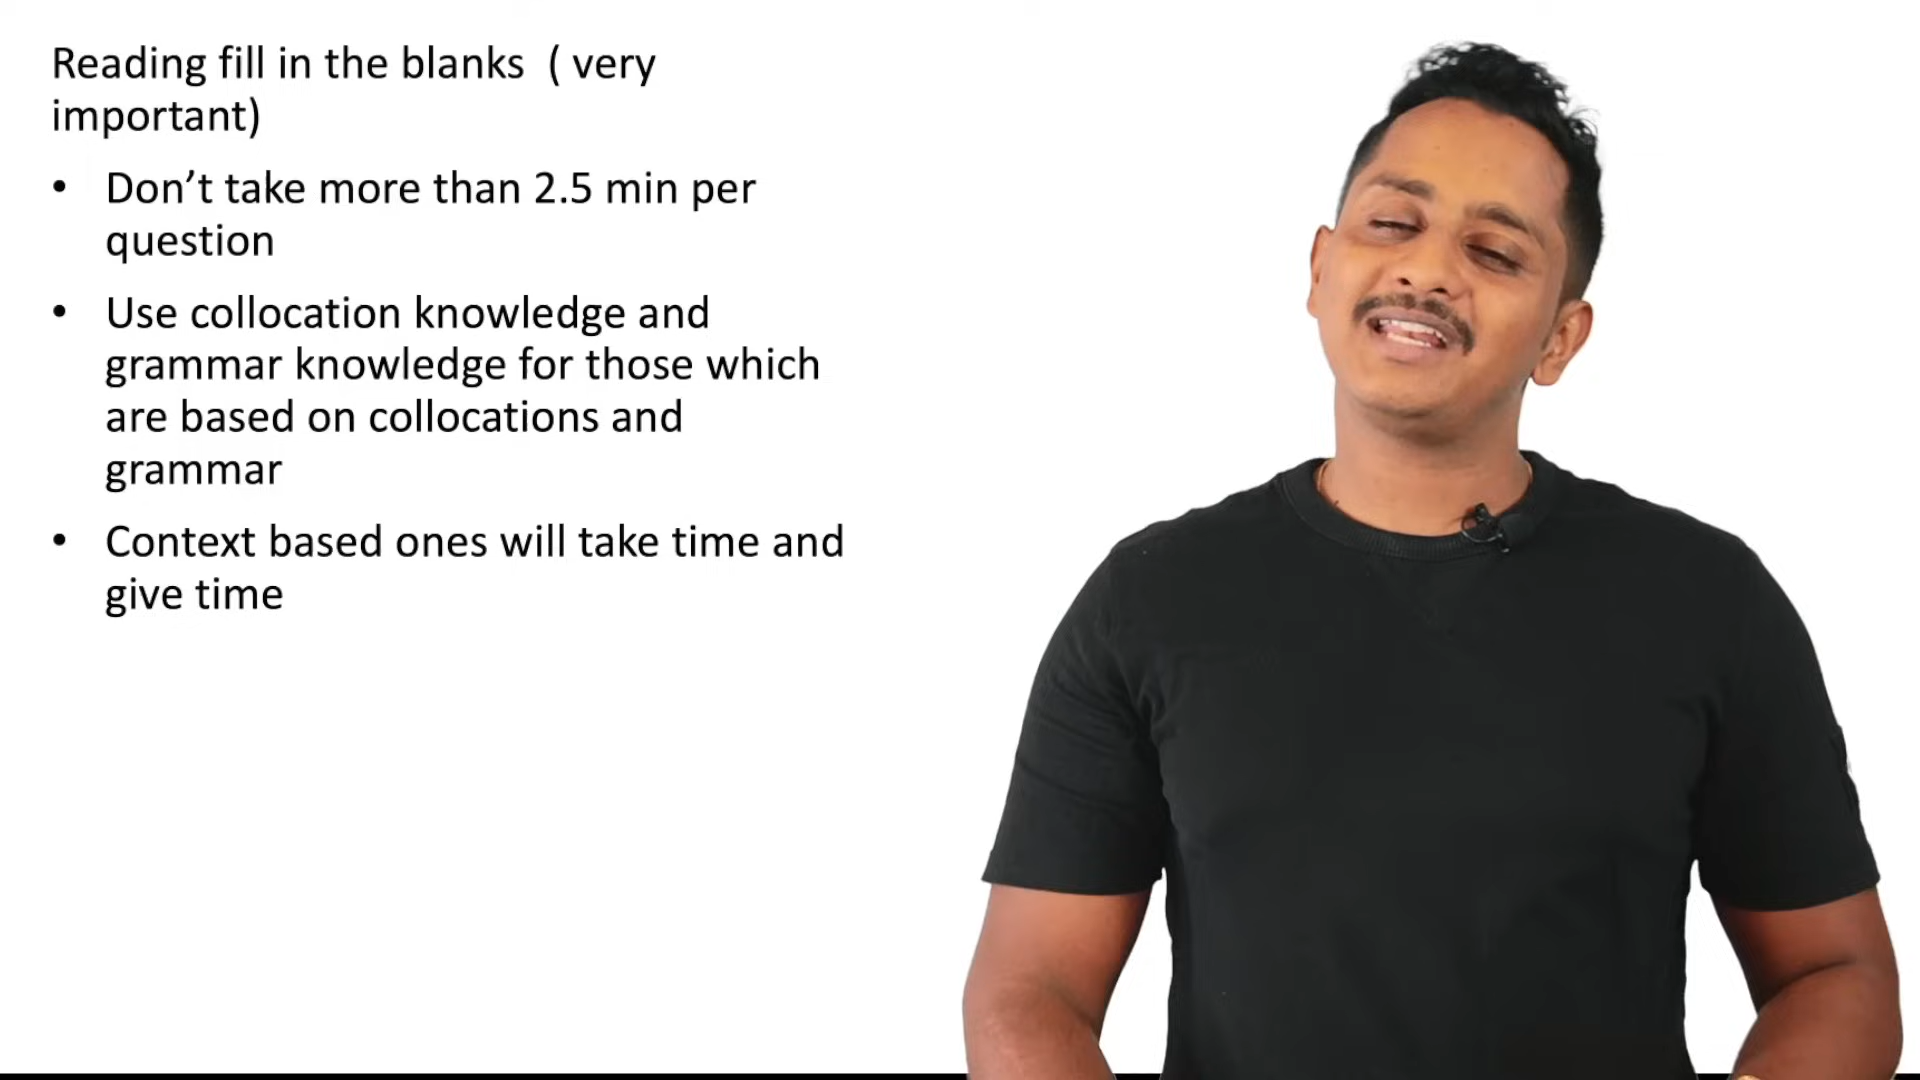 Reading fill in the blanks  ( very
important)
• Don’t take more than 2.5 min per
question
• Use collocation knowledge and
grammar knowledge for those which
are based on collocations and
grammar
• Context based ones will take time and
give time